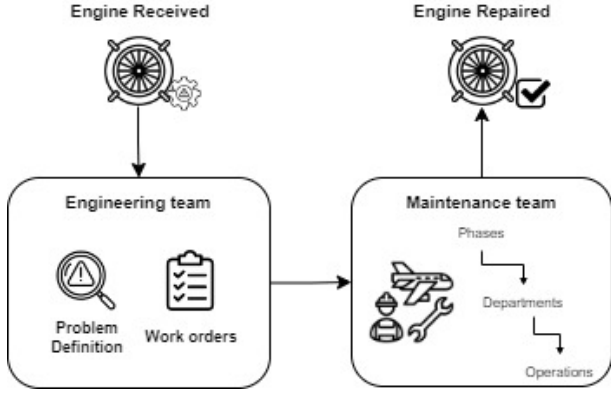 Engine Received
Engine Repaired
Engineering team
Problem
Definition
Work orders
Maintenance team
Phases
Departments
Operations